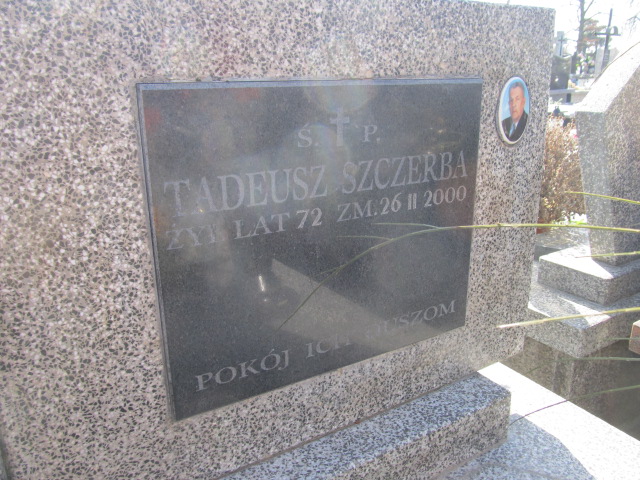 Ś. P.
TADEUSZ SZCZERBA
ŻYŁ LAT 72 ZM. 26 II 2000
POKÓJ ICH DUSZOM